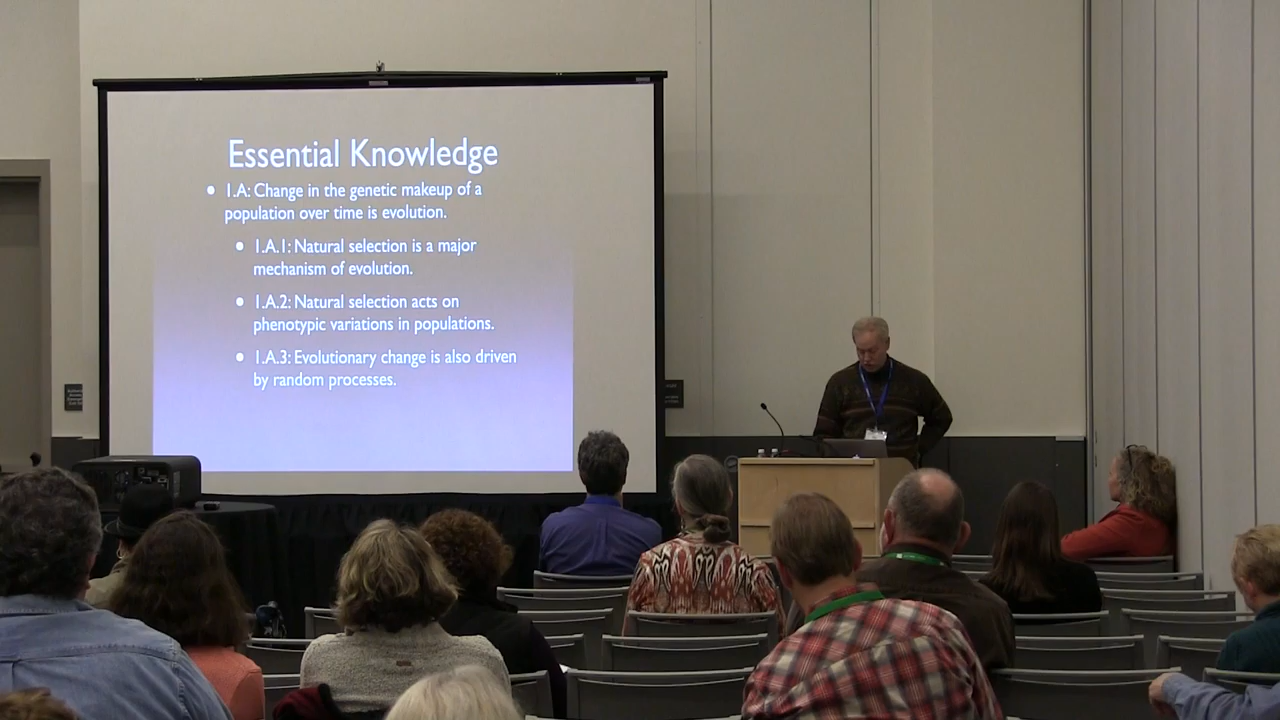 Essential Knowledge
• 1.A: Change in the genetic makeup of a
population over time is evolution.
• 1.A.1: Natural selection is a major
mechanism of evolution.
• 1.A.2: Natural selection acts on
phenotypic variations in populations.
• 1.A.3: Evolutionary change is also driven
by random processes.